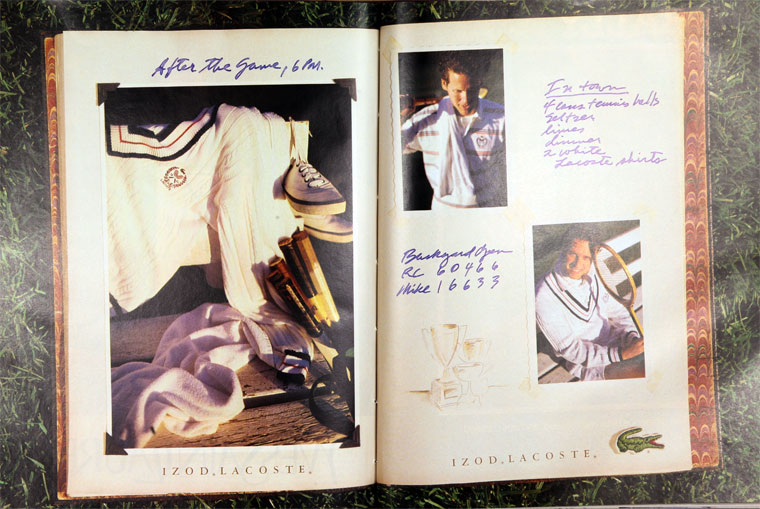 After the Game, 6 P.M.
IZOD LACOSTE
In town
4 cans tennis balls
Seltzer
limes
dinner
2 white
Lacoste shirts
Backyard Open
RC 6 0 4 6 6
Mike 1 6 6 3 3
IZOD LACOSTE